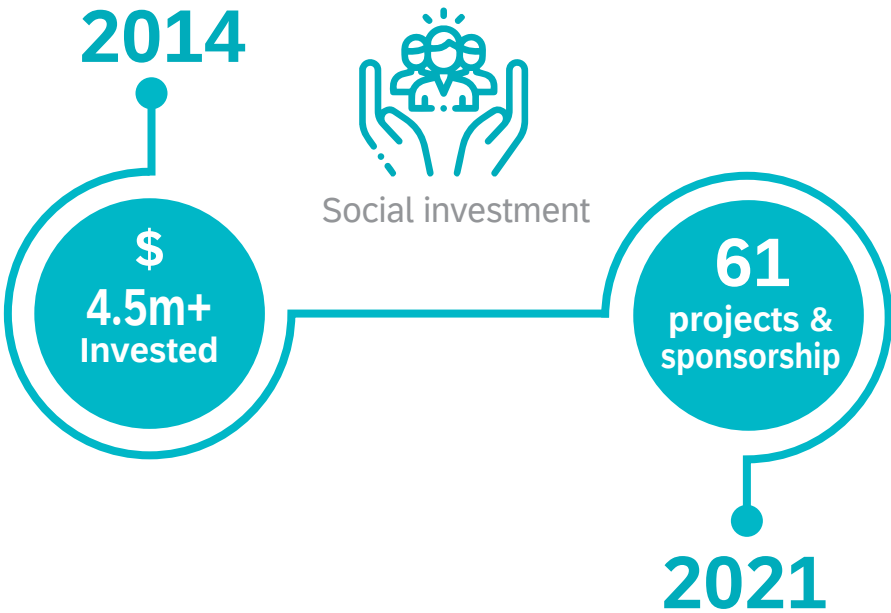 2014
Social investment
$
4.5m+
Invested
61
projects &
sponsorship
2021